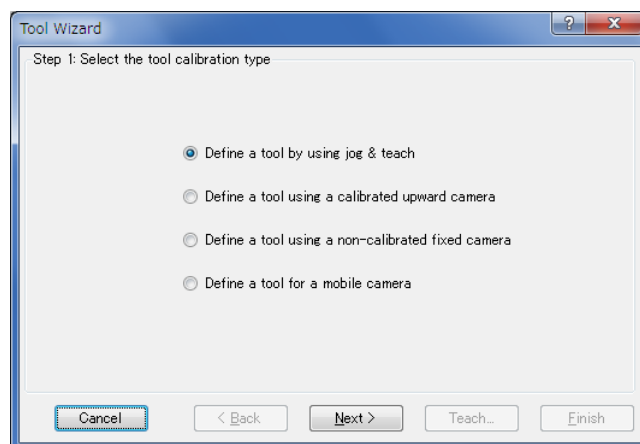 Tool Wizard
Step 1: Select the tool calibration type
Define a tool by using jog & teach
Define a tool using a calibrated upward camera
Define a tool using a non-calibrated fixed camera
Define a tool for a mobile camera
Cancel < Back Next > Teach... Finish